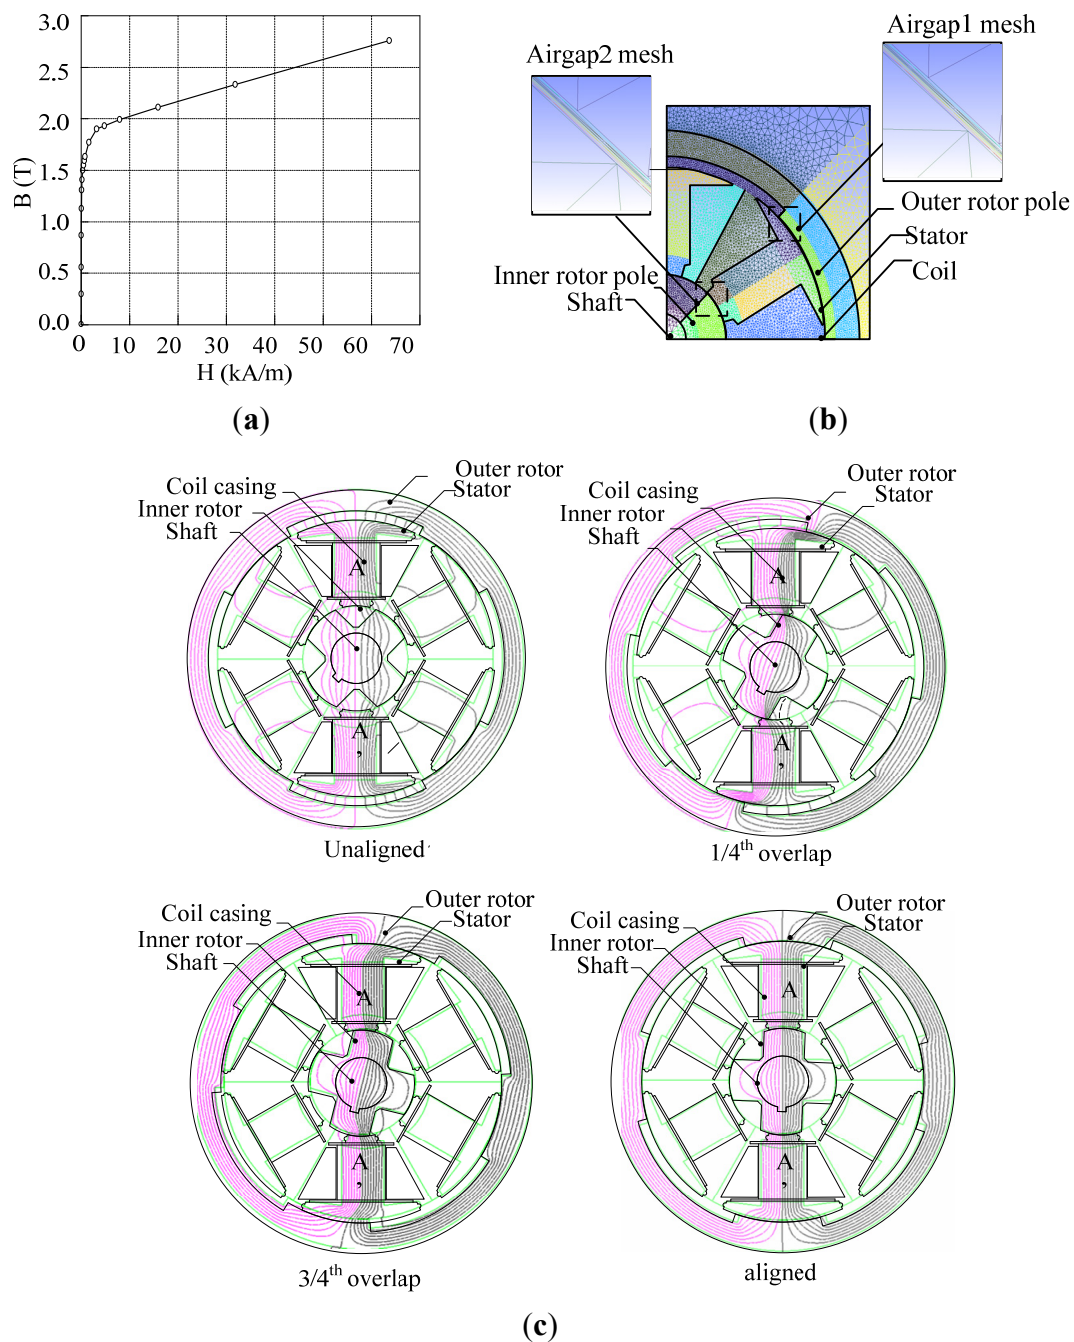 3.0
2.5
2.0
1.5
1.0
0.5
0.0
B (T)
0 10 20 30 40 50 60 70
H (kA/m)
(a)
Airgap1 mesh
Airgap2 mesh
Outer rotor pole
Stator
Coil
Inner rotor pole
Shaft
(b)
Outer rotor
Stator
Coil casing
Inner rotor
Shaft
A
A
,
Unaligned
Outer rotor
Stator
Coil casing
Inner rotor
Shaft
A
A
,
1/4th overlap
Outer rotor
Stator
Coil casing
Inner rotor
Shaft
A
A
,
3/4th overlap
Outer rotor
Stator
Coil casing
Inner rotor
Shaft
A
A
,
aligned
(c)